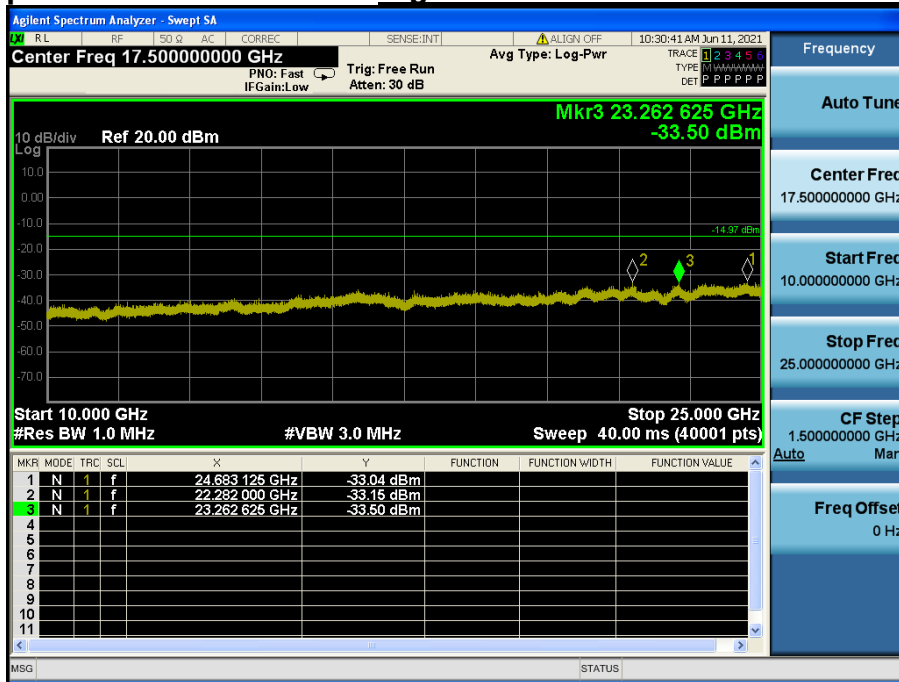 Agilent Spectrum Analyzer - Swept SA
LXI RL RF 50 Ω AC CORREC SENSE:INT ALIGN OFF 10:30:41 AM Jun 11, 2021
Center Freq 17.500000000 GHz
PNO: Fast
IFGain:Low
Trig: Free Run
Atten: 30 dB
Avg Type: Log-Pwr
TRACE 1 2 3 4 5 6
TYPE M W W W W W
DET P P P P P P
Mkr3 23.262 625 GHz
-33.50 dBm
10 dB/div Ref 20.00 dBm
Log
10.0
0.00
-10.0
-14.97 dBm
-20.0
2 3 1
-30.0
-40.0
-50.0
-60.0
-70.0
Start 10.000 GHz Stop 25.000 GHz
#Res BW 1.0 MHz #VBW 3.0 MHz Sweep 40.00 ms (40001 pts)
MKR MODE TRC SCL X Y FUNCTION FUNCTION WIDTH FUNCTION VALUE
1 N 1 f 24.683 125 GHz -33.04 dBm
2 N 1 f 22.282 000 GHz -33.15 dBm
3 N 1 f 23.262 625 GHz -33.50 dBm
4
5
6
7
8
9
10
11
MSG STATUS
Frequency
Auto Tune
Center Freq
17.500000000 GHz
Start Freq
10.000000000 GHz
Stop Freq
25.000000000 GHz
CF Step
1.500000000 GHz
Auto Man
Freq Offset
0 Hz